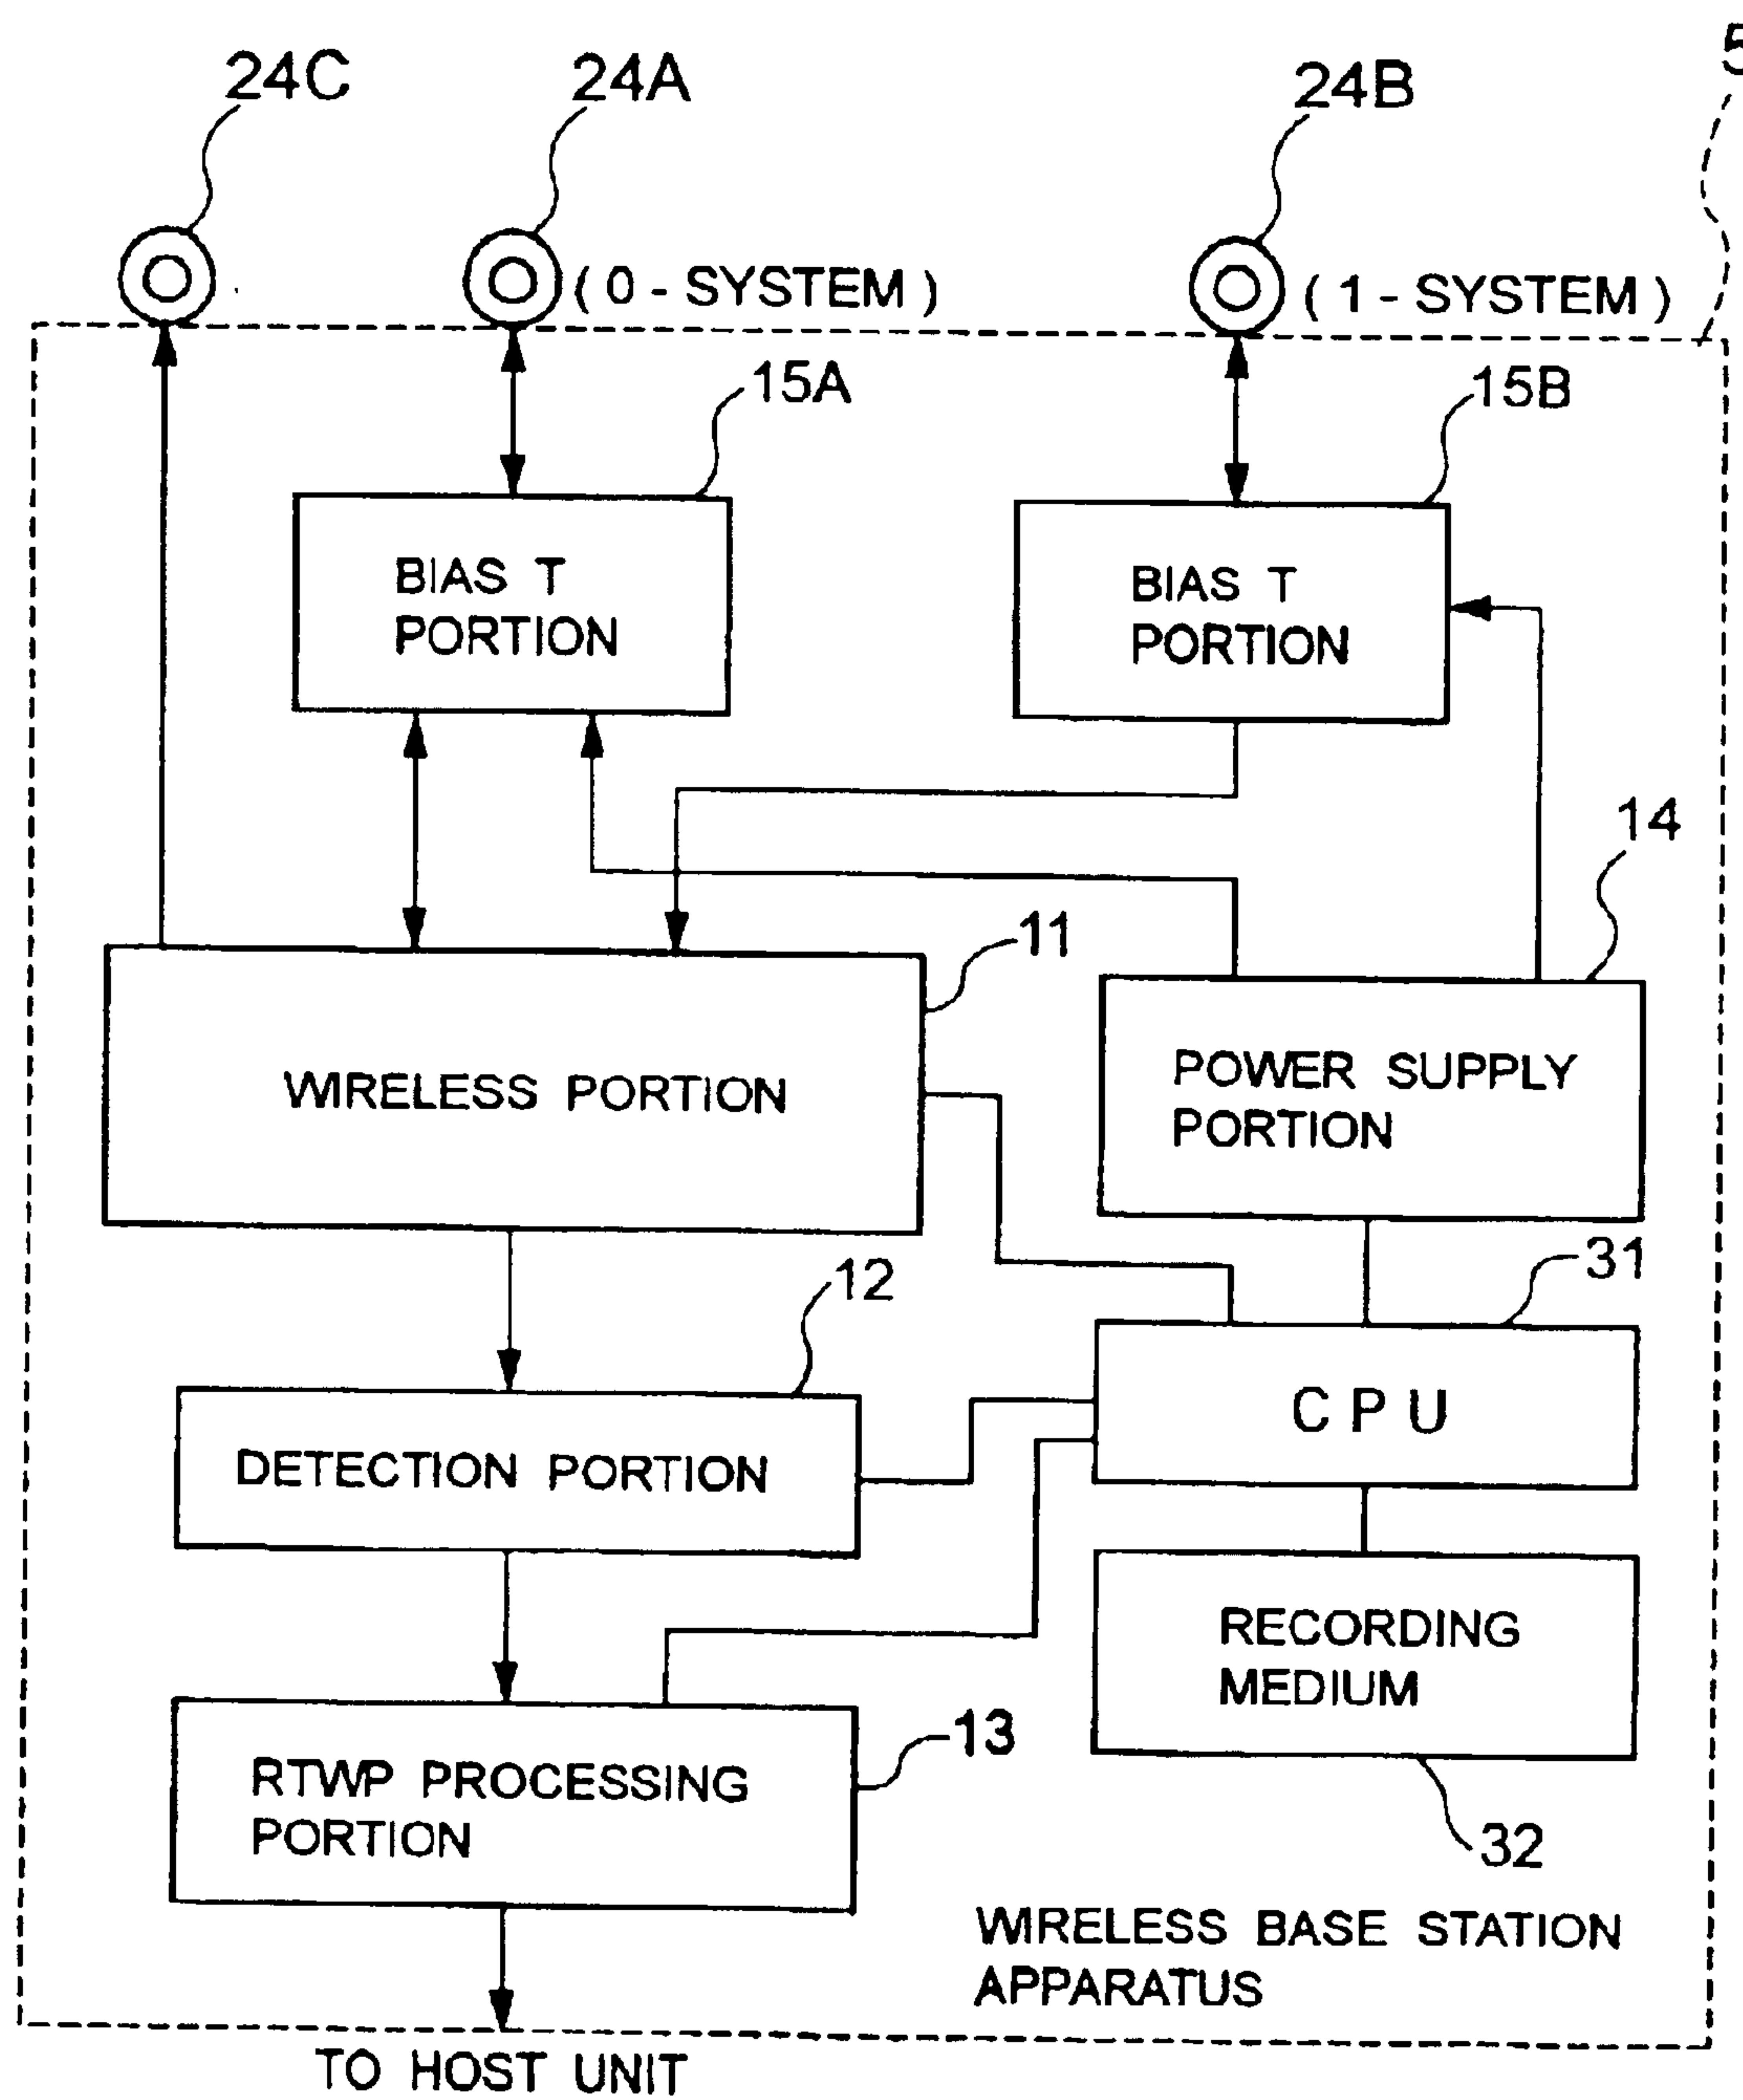 5
24C
24A
24B
( 0 - SYSTEM )
( 1 - SYSTEM )
15A
15B
BIAS T
PORTION
BIAS T
PORTION
14
11
WIRELESS PORTION
POWER SUPPLY
PORTION
12
31
C P U
DETECTION PORTION
RECORDING
MEDIUM
13
RTWP PROCESSING
PORTION
32
WIRELESS BASE STATION
APPARATUS
TO HOST UNIT